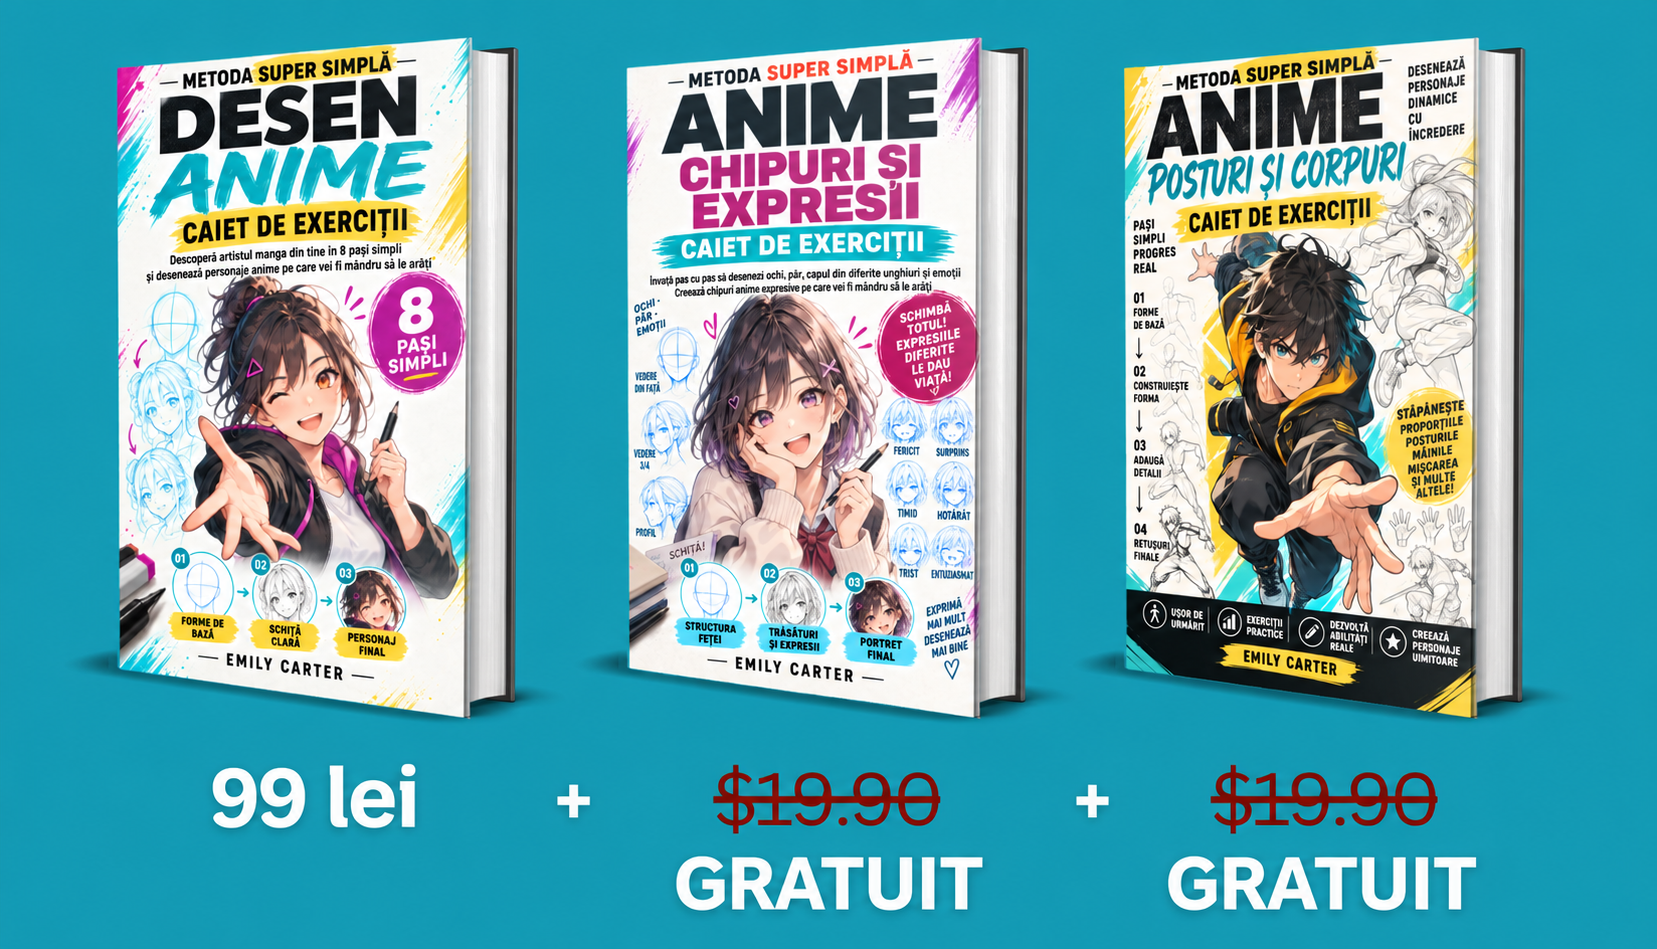 METODA SUPER SIMPLĂ
DESEN
ANIME
CAIET DE EXERCIȚII
Descoperă artistul manga din tine in 8 pași simpli
și desenează personaje anime pe care vei fi mândru să le arăți
8
PAȘI
SIMPLI
01
02
03
FORME DE
BAZĂ
SCHIȚĂ
CLARĂ
PERSONAJ
FINAL
EMILY CARTER
METODA SUPER SIMPLĂ
ANIME
CHIPURI ȘI
EXPRESII
CAIET DE EXERCIȚII
Învață pas cu pas să desenezi ochi, păr, capul din diferite unghiuri și emoții
Creează chipuri anime expresive pe care vei fi mândru să le arăți
OCHI -
PĂR -
EMOȚII
SCHIMBĂ
TOTUL!
EXPRESIILE
DIFERITE
LE DAU
VIAȚĂ!
VEDERE
DIN FAȚĂ
VEDERE
3/4
PROFIL
FERICIT
SURPRINS
TIMID
HOTĂRÂT
TRIST
ENTUZIASMAT
SCHIȚĂ!
01
02
03
STRUCTURA
FEȚEI
TRĂSĂTURI
ȘI EXPRESII
PORTRET
FINAL
EXPRIMĂ
MAI MULT
DESENEAZĂ
MAI BINE
EMILY CARTER
METODA SUPER SIMPLĂ
ANIME
POSTURI ȘI CORPURI
CAIET DE EXERCIȚII
DESENEAZĂ
PERSONAJE
DINAMICE
CU
ÎNCREDERE
PAȘI
SIMPLI
PROGRES
REAL
01
FORME
DE BAZĂ
02
CONSTRUIEȘTE
FORMA
03
ADAUGĂ
DETALII
04
RETUȘURI
FINALE
STĂPÂNEȘTE
PROPORȚIILE
POSTURILE
MÂINILE
MIȘCAREA
ȘI MULTE
ALTELE!
UȘOR DE
URMĂRIT
EXERCIȚII
PRACTICE
DEZVOLTĂ
ABILITĂȚI
REALE
CREEAZĂ
PERSONAJE
UIMITOARE
EMILY CARTER
99 lei + $19.90 + $19.90
GRATUIT GRATUIT